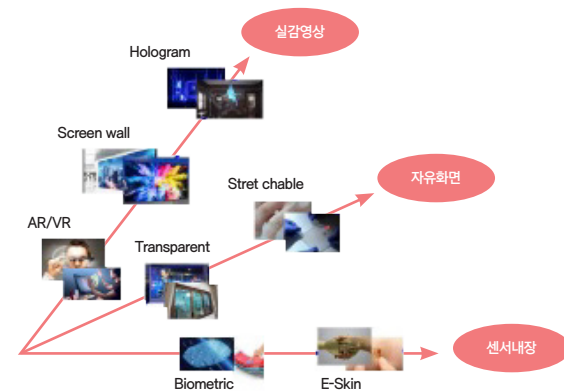 실감영상
Hologram
Screen wall
Stret chable
자유화면
AR/VR
Transparent
센서내장
Biometric
E-Skin